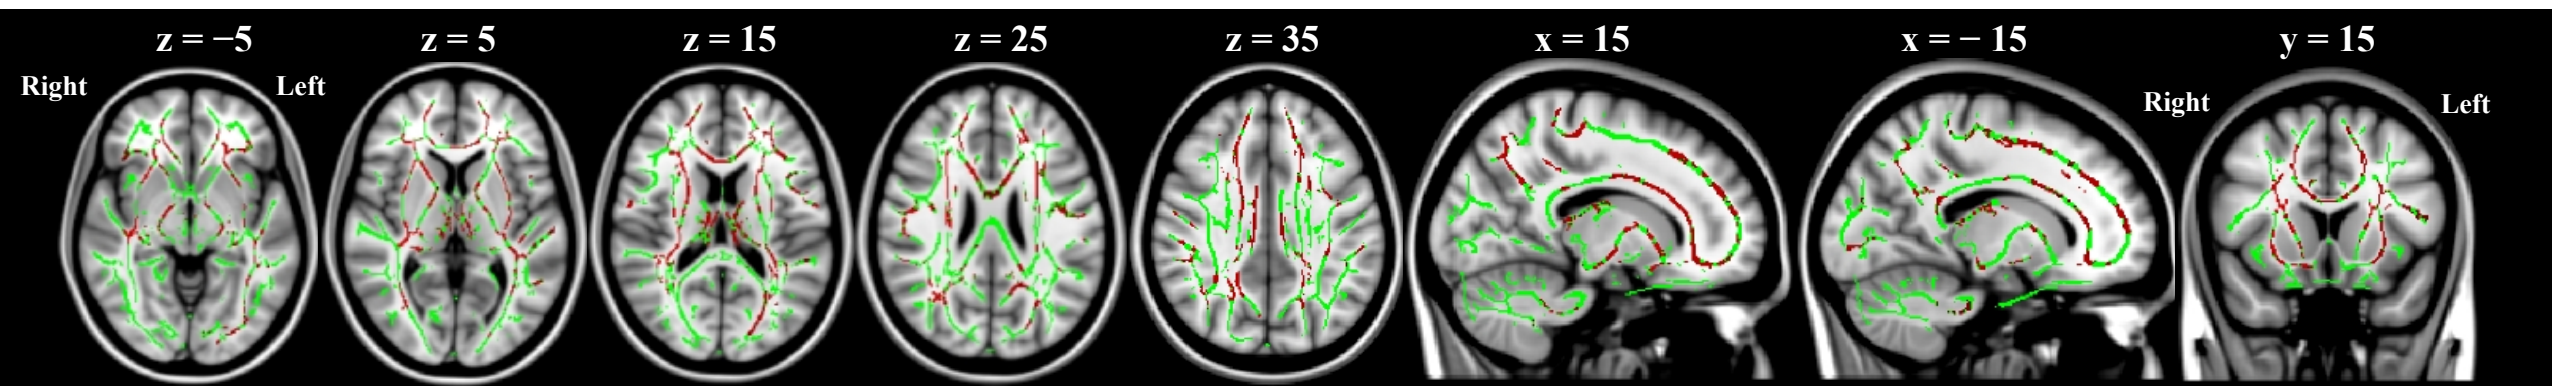 z = −5
z = 5
z = 15
z = 25
z = 35
x = 15
x = − 15
y = 15
Right
Left
Right
Left